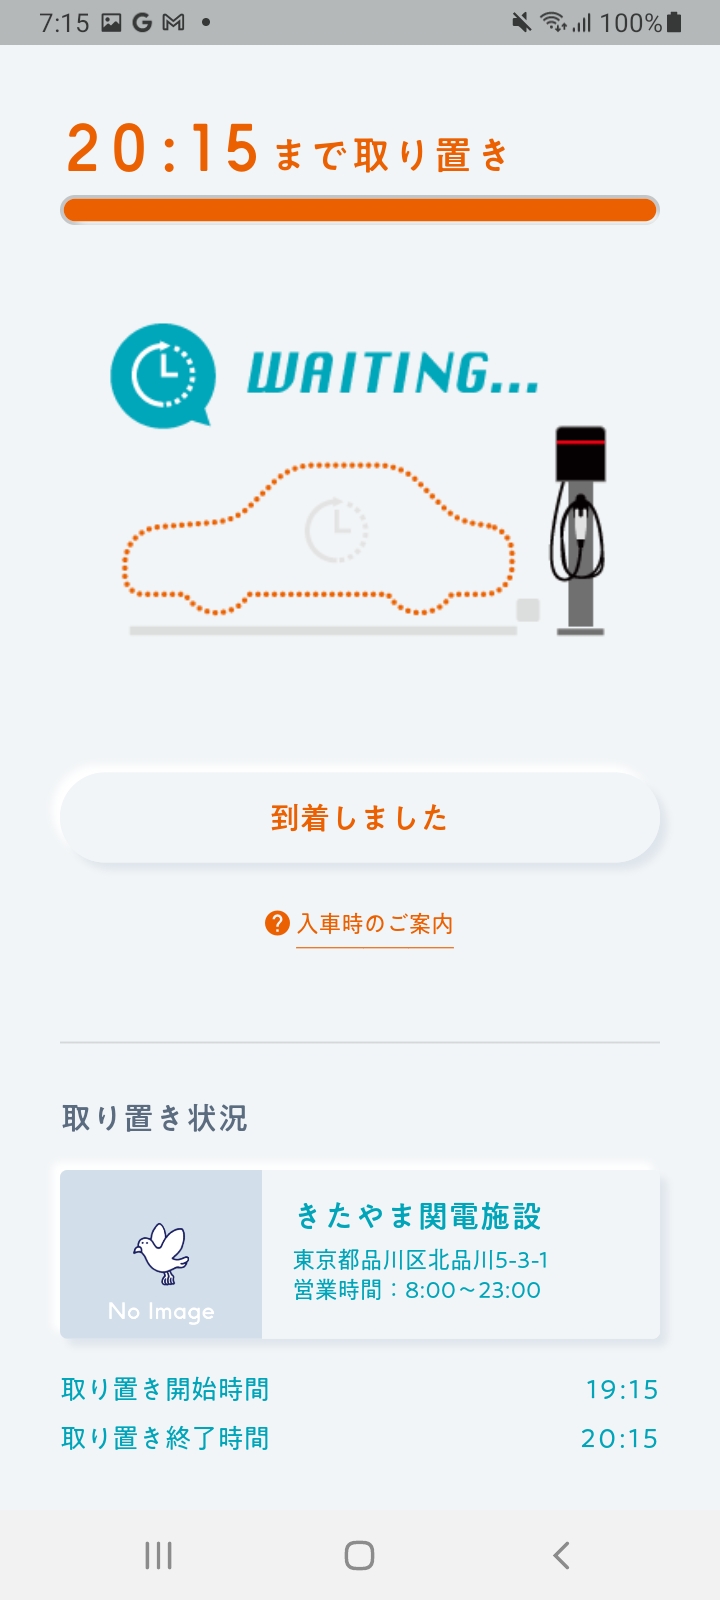 7:15
100%
20:15 まで取り置き
WAITING...
到着しました
? 入車時のご案内
取り置き状況
きたやま関電施設
東京都品川区北品川5-3-1
営業時間：8:00～23:00
No Image
取り置き開始時間 19:15
取り置き終了時間 20:15